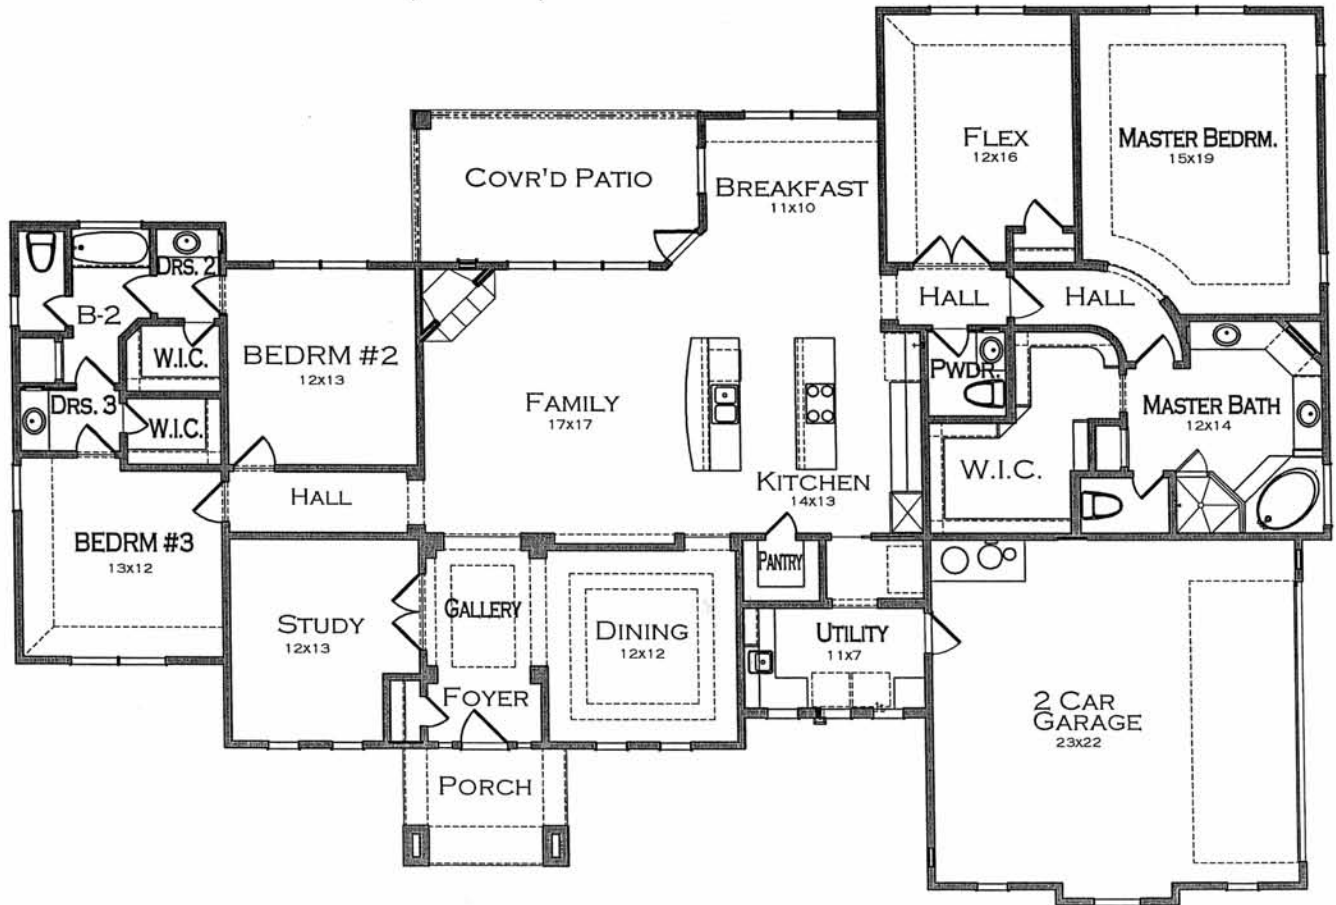 FLEX
12x16
MASTER BEDRM.
15x19
COVR'D PATIO
BREAKFAST
11x10
DRS. 2
B-2
HALL
HALL
W.I.C.
BEDRM #2
12x13
PWDR.
DRS. 3
W.I.C.
FAMILY
17x17
MASTER BATH
12x14
W.I.C.
KITCHEN
14x13
HALL
BEDRM #3
13x12
PANTRY
STUDY
12x13
GALLERY
DINING
12x12
UTILITY
11x7
FOYER
2 CAR
GARAGE
23x22
PORCH